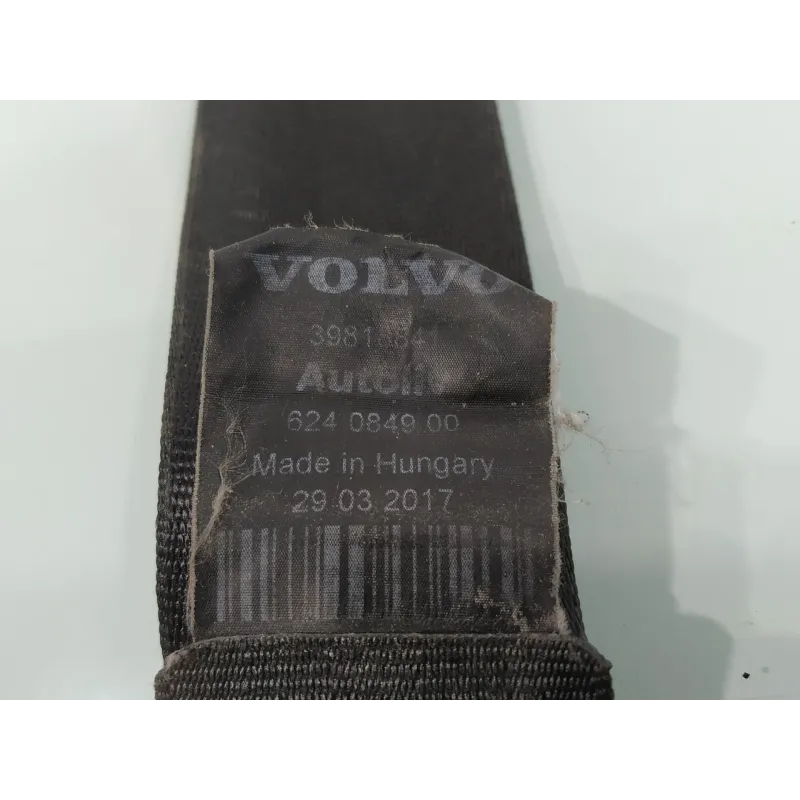 VOLVO
Autoliv
624 0849 00
Made in Hungary
29.03.2017